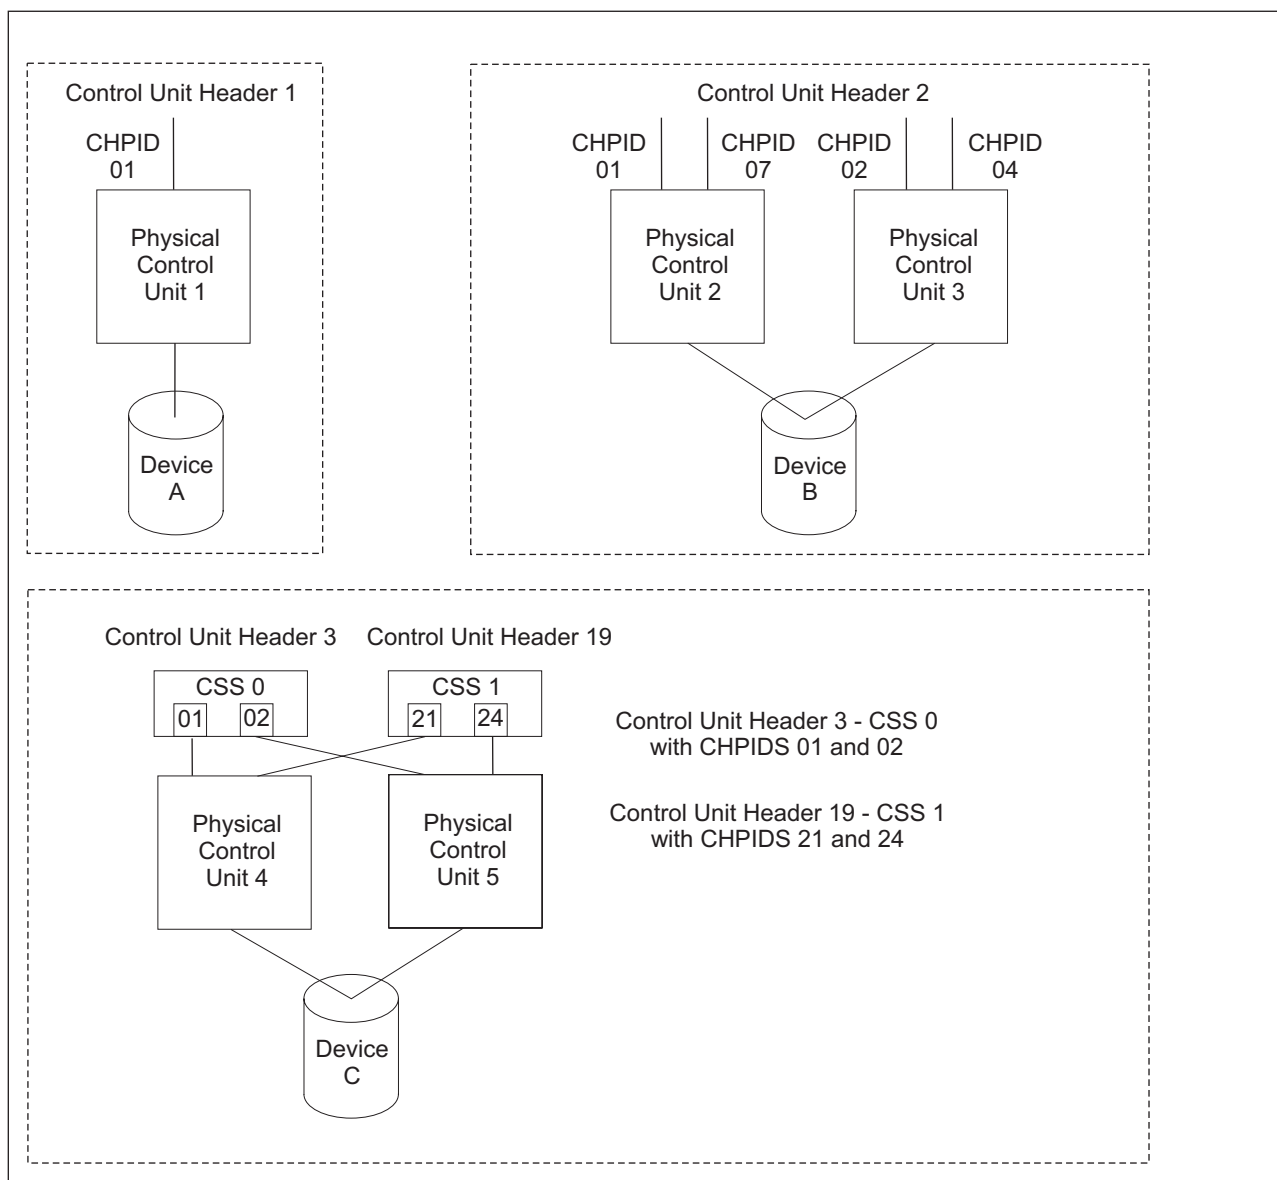 Control Unit Header 1
CHPID
01
Physical
Control
Unit 1
Device
A
Control Unit Header 2
CHPID
01
CHPID
07
CHPID
02
CHPID
04
Physical
Control
Unit 2
Physical
Control
Unit 3
Device
B
Control Unit Header 3
Control Unit Header 19
CSS 0
01
02
CSS 1
21
24
Physical
Control
Unit 4
Physical
Control
Unit 5
Device
C
Control Unit Header 3 - CSS 0
with CHPIDS 01 and 02
Control Unit Header 19 - CSS 1
with CHPIDS 21 and 24